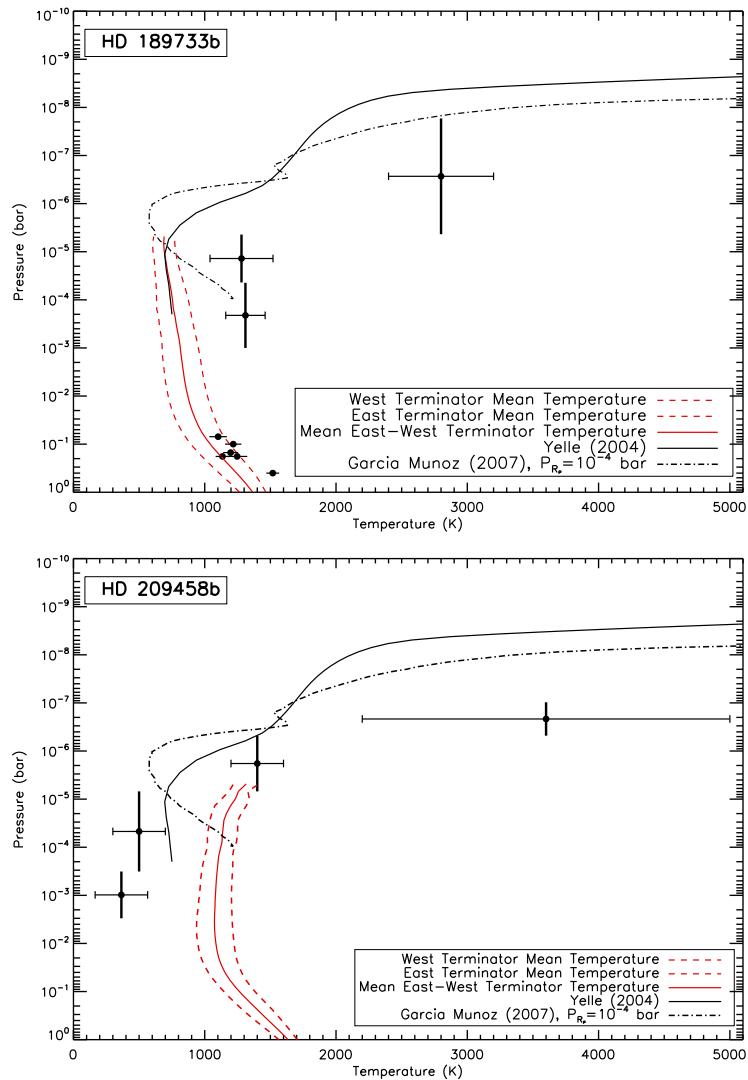 HD 189733b
10⁻¹⁰
10⁻⁹
10⁻⁸
10⁻⁷
10⁻⁶
10⁻⁵
10⁻⁴
10⁻³
10⁻²
10⁻¹
10⁰
Pressure (bar)
West Terminator Mean Temperature
East Terminator Mean Temperature
Mean East-West Terminator Temperature
Yelle (2004)
Garcia Munoz (2007), P_Rp=10⁻⁴ bar
0 1000 2000 3000 4000 5000
Temperature (K)
HD 209458b
10⁻¹⁰
10⁻⁹
10⁻⁸
10⁻⁷
10⁻⁶
10⁻⁵
10⁻⁴
10⁻³
10⁻²
10⁻¹
10⁰
Pressure (bar)
West Terminator Mean Temperature
East Terminator Mean Temperature
Mean East-West Terminator Temperature
Yelle (2004)
Garcia Munoz (2007), P_Rp=10⁻⁴ bar
0 1000 2000 3000 4000 5000
Temperature (K)